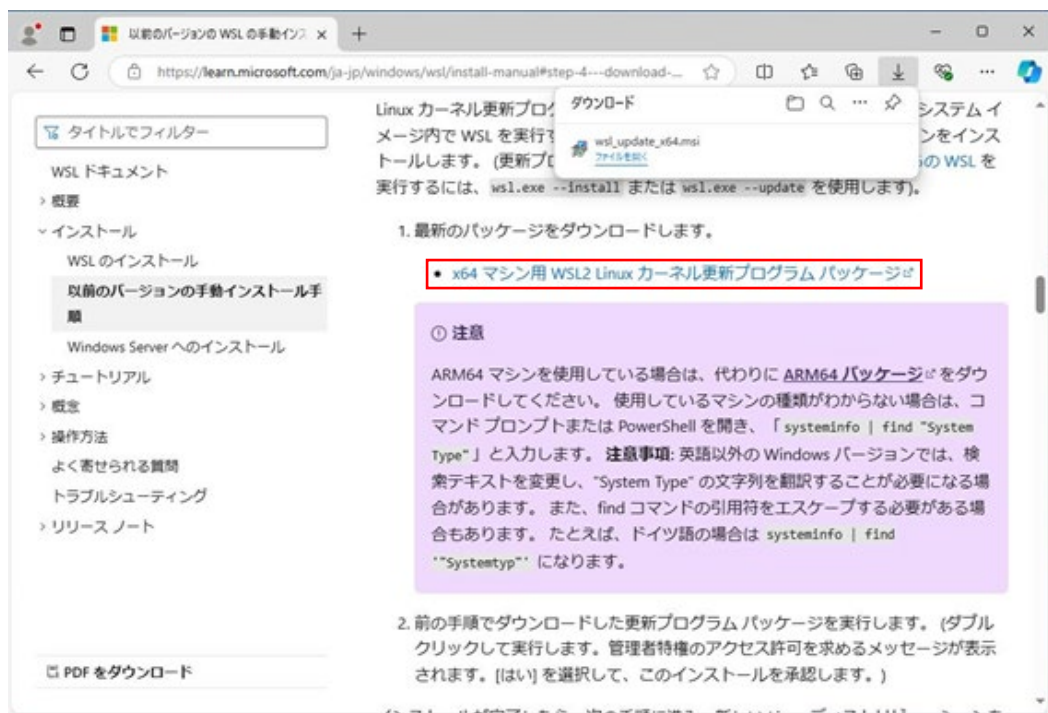 以前のバージョンの WSL の手動インス
https://learn.microsoft.com/ja-jp/windows/wsl/install-manual#step-4---download-...
タイトルでフィルター
WSL ドキュメント
概要
インストール
WSL のインストール
以前のバージョンの手動インストール手
順
Windows Server へのインストール
チュートリアル
概念
操作方法
よく寄せられる質問
トラブルシューティング
リリース ノート
PDF をダウンロード
ダウンロード
wsl_update_x64.msi
ファイルを開く
Linux カーネル更新プログ
システム イ
メージ内で WSL を実行す
ンをインス
トールします。 (更新プロ
の WSL を
実行するには、wsl.exe --install または wsl.exe --update を使用します)。
1. 最新のパッケージをダウンロードします。
• x64 マシン用 WSL2 Linux カーネル更新プログラム パッケージ
注意
ARM64 マシンを使用している場合は、代わりに ARM64 パッケージ をダウ
ンロードしてください。 使用しているマシンの種類がわからない場合は、コ
マンド プロンプトまたは PowerShell を開き、「systeminfo | find "System
Type"」と入力します。 注意事項: 英語以外の Windows バージョンでは、検
索テキストを変更し、"System Type" の文字列を翻訳することが必要になる場
合があります。 また、find コマンドの引用符をエスケープする必要がある場
合もあります。 たとえば、ドイツ語の場合は systeminfo | find
'"Systemtyp"' になります。
2. 前の手順でダウンロードした更新プログラム パッケージを実行します。 (ダブル
クリックして実行します。管理者特権のアクセス許可を求めるメッセージが表示
されます。[はい] を選択して、このインストールを承認します。)